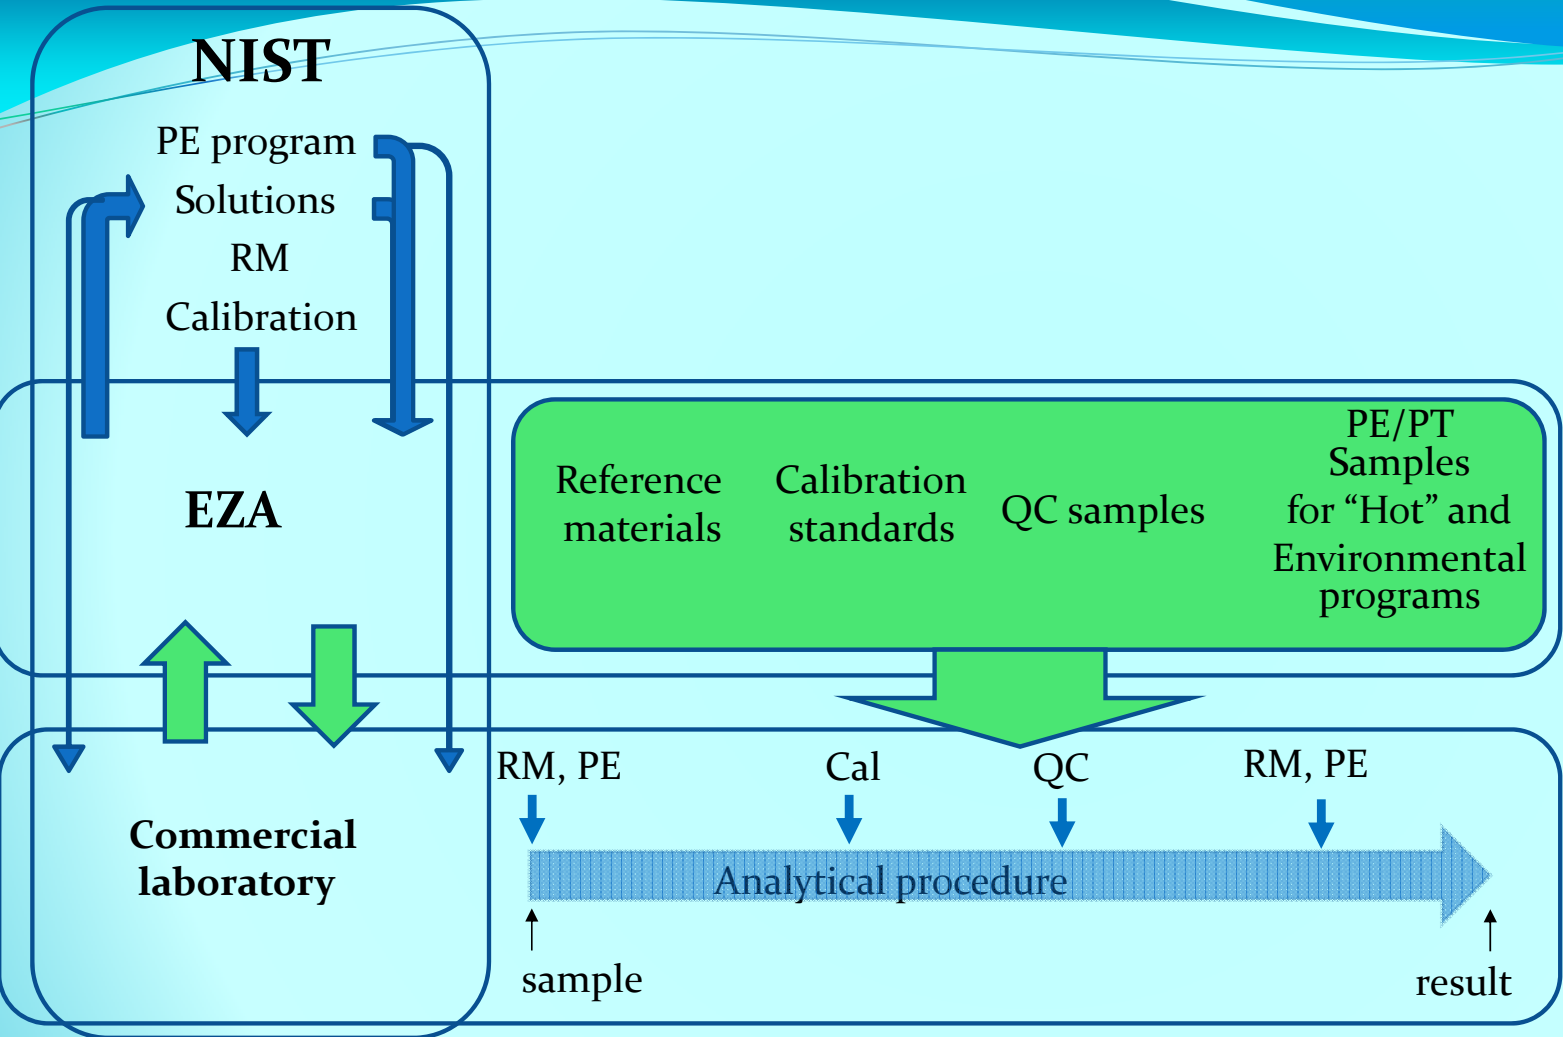 NIST
PE program
Solutions
RM
Calibration
EZA
Reference
materials
Calibration
standards
QC samples
PE/PT
Samples
for “Hot” and
Environmental
programs
RM, PE
Cal
QC
RM, PE
Commercial
laboratory
Analytical procedure
sample
result